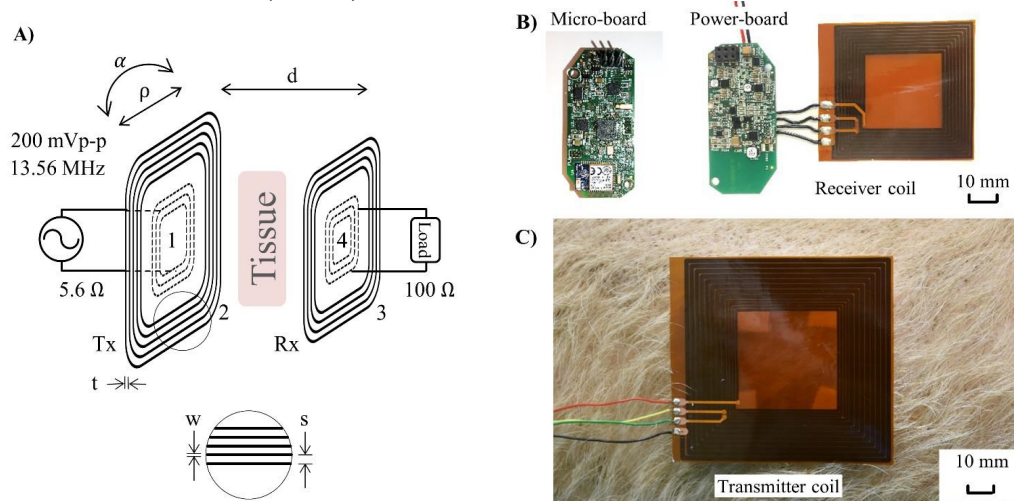 A)
α
ρ
d
200 mVp-p
13.56 MHz
1
Tissue
4
Load
5.6 Ω
100 Ω
2
3
Tx
Rx
t
w
s
B)
Micro-board
Power-board
Receiver coil
10 mm
C)
Transmitter coil
10 mm